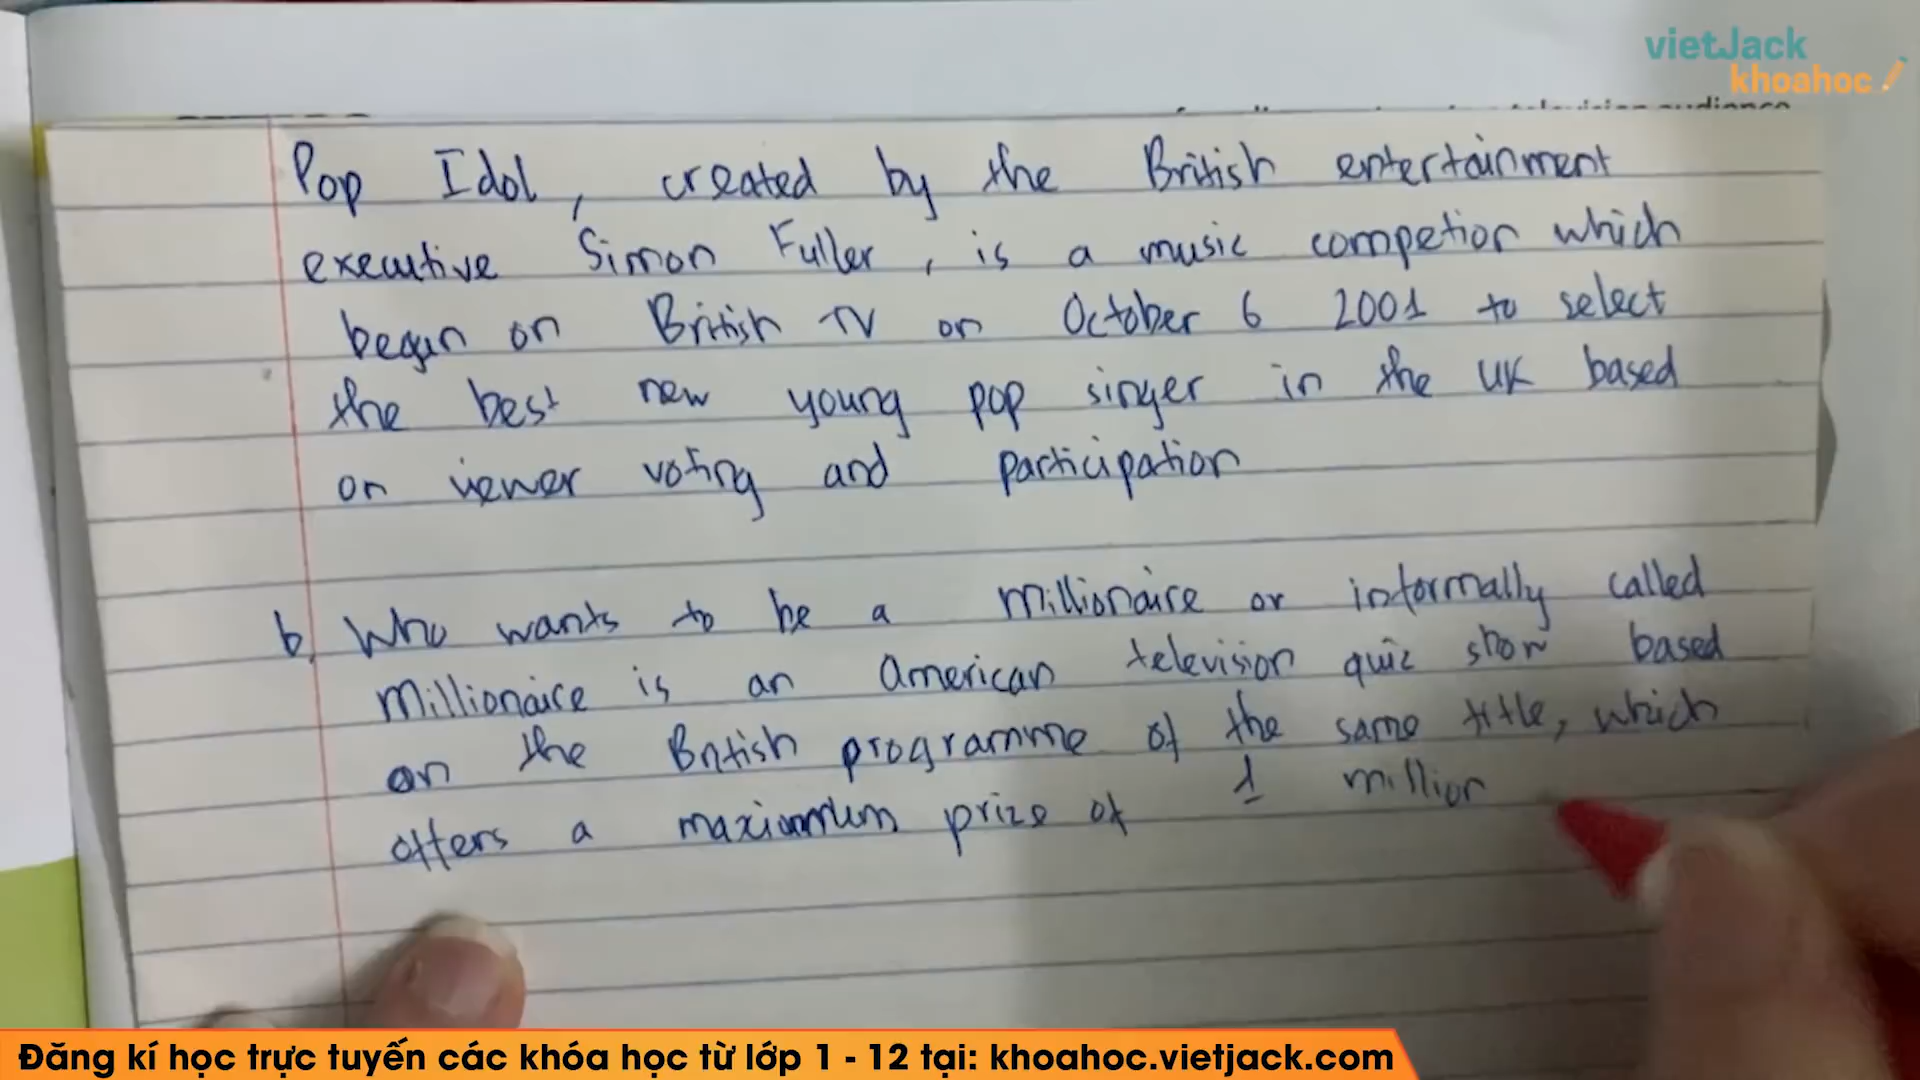 vietJack
khoahoc
Pop Idol, created by the British entertainment
executive Simon Fuller, is a music competion which
began on British TV on October 6 2001 to select
the best new young pop singer in the UK based
on viewer voting and participation
b, Who wants to be a millionaire or informally called
millionaire is an American television quiz show based
on the British programme of the same title, which
offers a maximum prize of 1 million
Đăng kí học trực tuyến các khóa học từ lớp 1 - 12 tại: khoahoc.vietjack.com